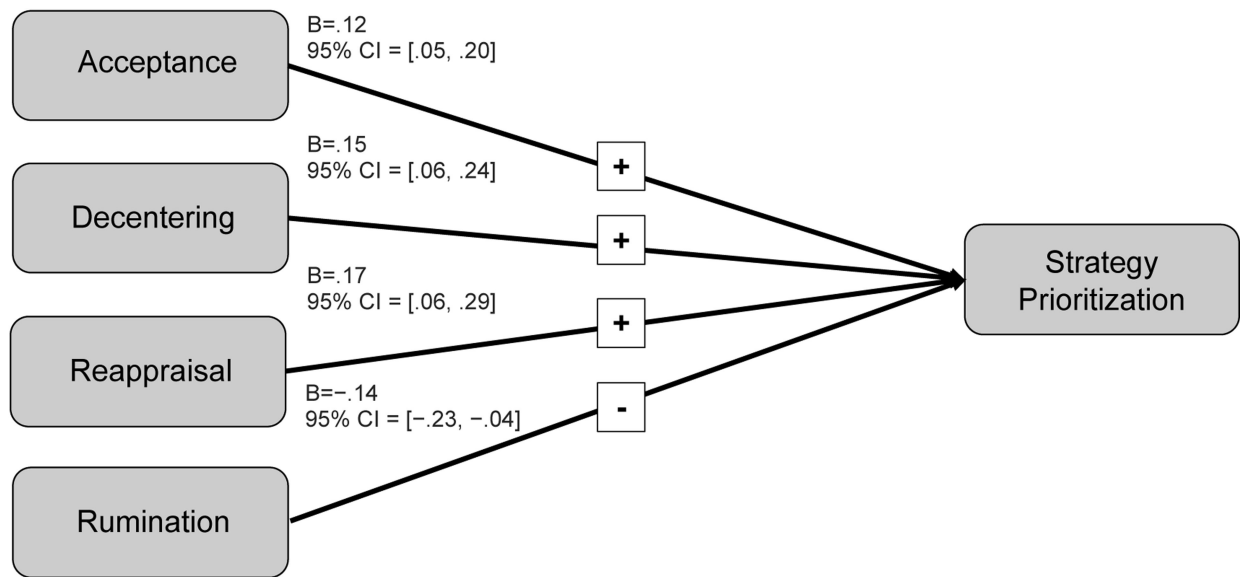 B=.12
95% CI = [.05, .20]
Acceptance
+
B=.15
95% CI = [.06, .24]
Decentering
+
B=.17
95% CI = [.06, .29]
Reappraisal
+
B=−.14
95% CI = [−.23, −.04]
-
Rumination
Strategy
Prioritization